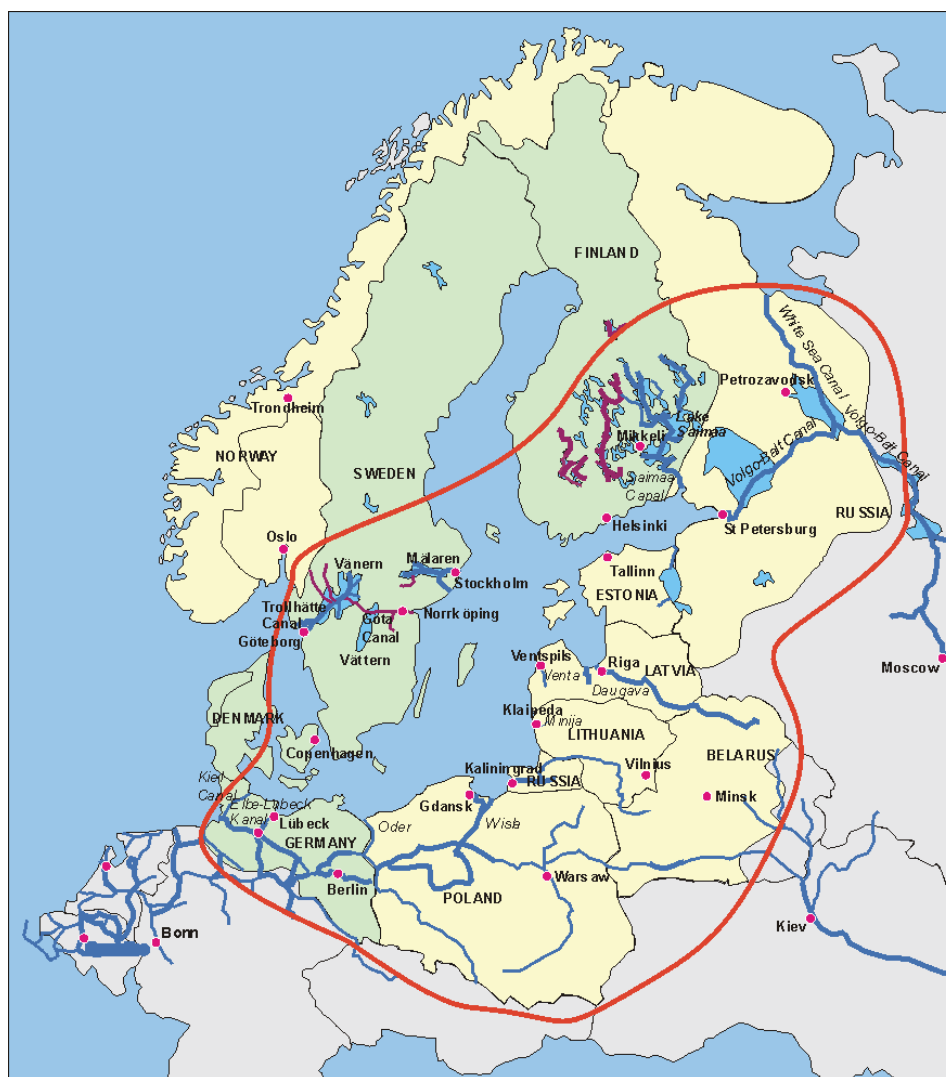 FINLAND
White Sea Canal
Petrozavodsk
Trondheim
Lake
Saimaa
Volgo-Balt Canal
Mikkeli
Volgo-Balt Canal
NORWAY
SWEDEN
Saimaa
Canal
RUSSIA
Helsinki
St Petersburg
Oslo
Mälaren
Vänern
Tallinn
Stockholm
ESTONIA
Trollhätte
Canal
Göta
Canal
Norrköping
Göteborg
Vättern
Ventspils
Riga
LATVIA
Moscow
Venta
Daugava
Klaipeda
Minija
DENMARK
LITHUANIA
BELARUS
Copenhagen
Kaliningrad
Vilnius
RUSSIA
Kiel
Canal
Minsk
Elbe-Lübeck
Kanal
Gdansk
Lübeck
Oder
Wisla
GERMANY
Berlin
Warsaw
POLAND
Kiev
Bonn